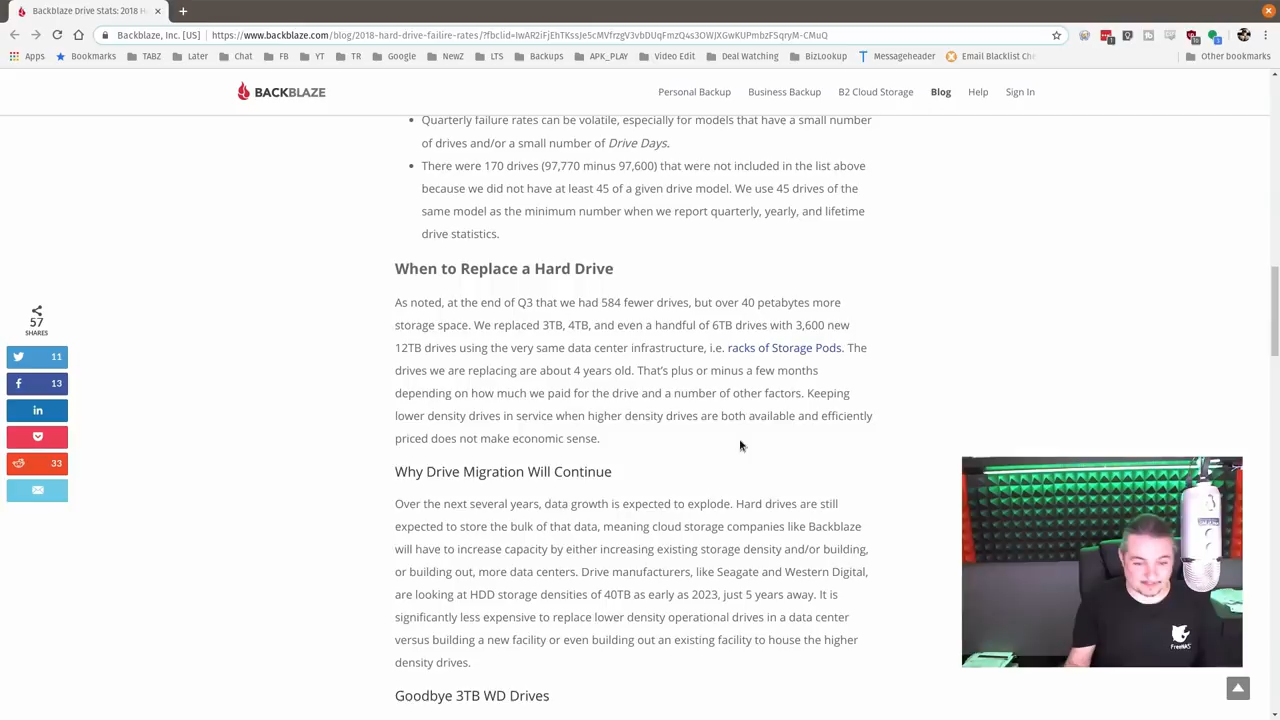 Backblaze Drive Stats: 2018 H
Backblaze, Inc. [US]
https://www.backblaze.com/blog/2018-hard-drive-failure-rates/?fbclid=IwAR2iFjEhTKssJe5cMVfrzgV3vbDUqFmzQ4s3OWJXGwKUPmbzFSqryM-CMuQ
Apps Bookmarks TABZ Later Chat FB YT TR Google NewZ LTS Backups APK_PLAY Video Edit Deal Watching BizLookup Messageheader Email Blacklist Che Other bookmarks
BACKBLAZE Personal Backup Business Backup B2 Cloud Storage Blog Help Sign In
• Quarterly failure rates can be volatile, especially for models that have a small number
of drives and/or a small number of Drive Days.
• There were 170 drives (97,770 minus 97,600) that were not included in the list above
because we did not have at least 45 of a given drive model. We use 45 drives of the
same model as the minimum number when we report quarterly, yearly, and lifetime
drive statistics.
When to Replace a Hard Drive
As noted, at the end of Q3 that we had 584 fewer drives, but over 40 petabytes more
storage space. We replaced 3TB, 4TB, and even a handful of 6TB drives with 3,600 new
12TB drives using the very same data center infrastructure, i.e. racks of Storage Pods. The
drives we are replacing are about 4 years old. That's plus or minus a few months
depending on how much we paid for the drive and a number of other factors. Keeping
lower density drives in service when higher density drives are both available and efficiently
priced does not make economic sense.
Why Drive Migration Will Continue
Over the next several years, data growth is expected to explode. Hard drives are still
expected to store the bulk of that data, meaning cloud storage companies like Backblaze
will have to increase capacity by either increasing existing storage density and/or building,
or building out, more data centers. Drive manufacturers, like Seagate and Western Digital,
are looking at HDD storage densities of 40TB as early as 2023, just 5 years away. It is
significantly less expensive to replace lower density operational drives in a data center
versus building a new facility or even building out an existing facility to house the higher
density drives.
Goodbye 3TB WD Drives
57
SHARES
11
13
33
FreeNAS